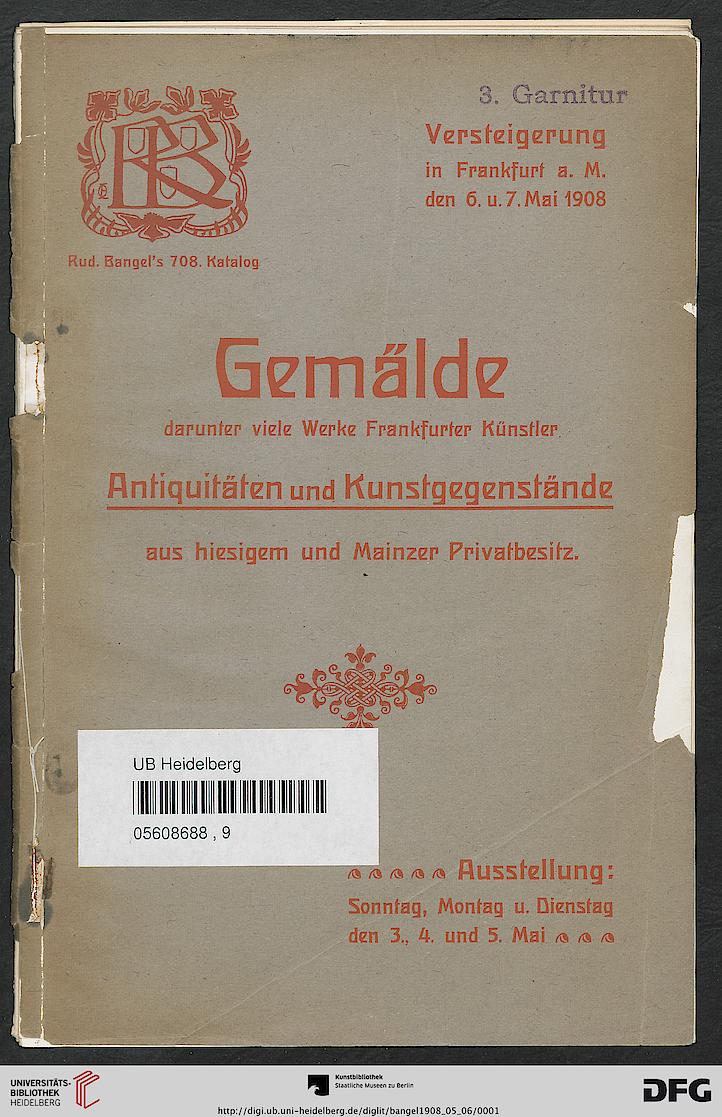 3. Garnitur
Versteigerung
in Frankfurt a. M.
den 6. u. 7. Mai 1908
RB
Rud. Bangel's 708. Katalog
Gemälde
darunter viele Werke Frankfurter Künstler
Antiquitäten und Kunstgegenstände
aus hiesigem und Mainzer Privatbesitz.
UB Heidelberg
05608688 , 9
Ausstellung:
Sonntag, Montag u. Dienstag
den 3., 4. und 5. Mai
UNIVERSITÄTS-
BIBLIOTHEK
HEIDELBERG
Kunstbibliothek
Staatliche Museen zu Berlin
DFG
http://digi.ub.uni-heidelberg.de/diglit/bangel1908_05_06/0001